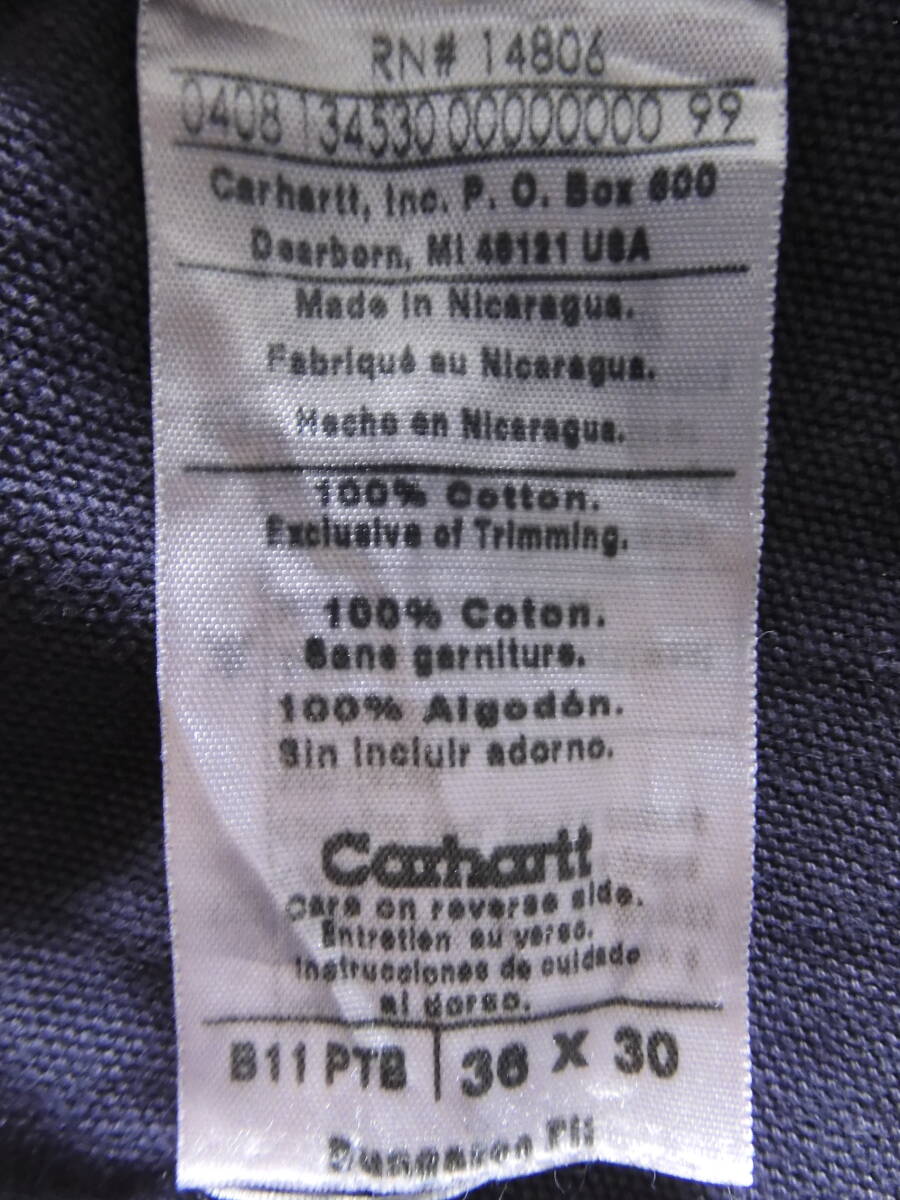 RN# 14806
0408 134530 00000000 99
Carhartt, Inc. P. O. Box 600
Dearborn, MI 48121 USA
Made in Nicaragua.
Fabriqué au Nicaragua.
Hecho en Nicaragua.
100% Cotton.
Exclusive of Trimming.
100% Coton.
Sans garniture.
100% Algodón.
Sin incluir adorno.
Carhartt
care on reverse side.
Entretien au verso.
Instrucciones de cuidado
al dorso.
B11 PTB 36 X 30
Dungaree Fit